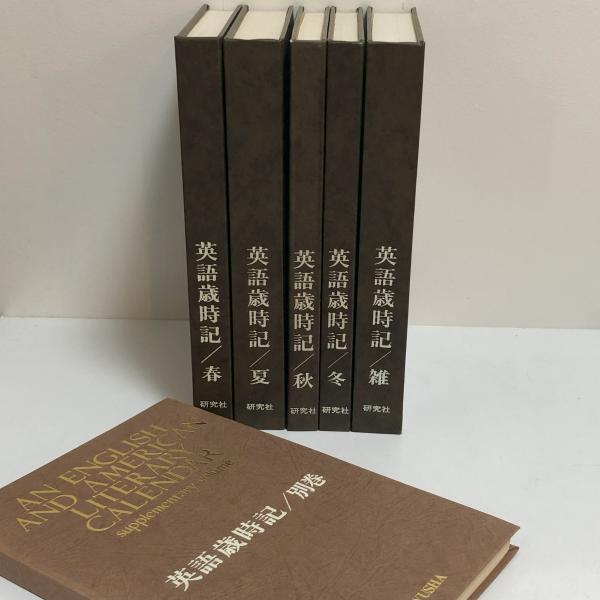 英語歳時記/春
研究社
英語歳時記/夏
研究社
英語歳時記/秋
研究社
英語歳時記/冬
研究社
英語歳時記/雑
研究社
AN ENGLISH
AND AMERICAN
LITERARY
CALENDAR
supplementary volume
英語歳時記/別巻
YUSHA